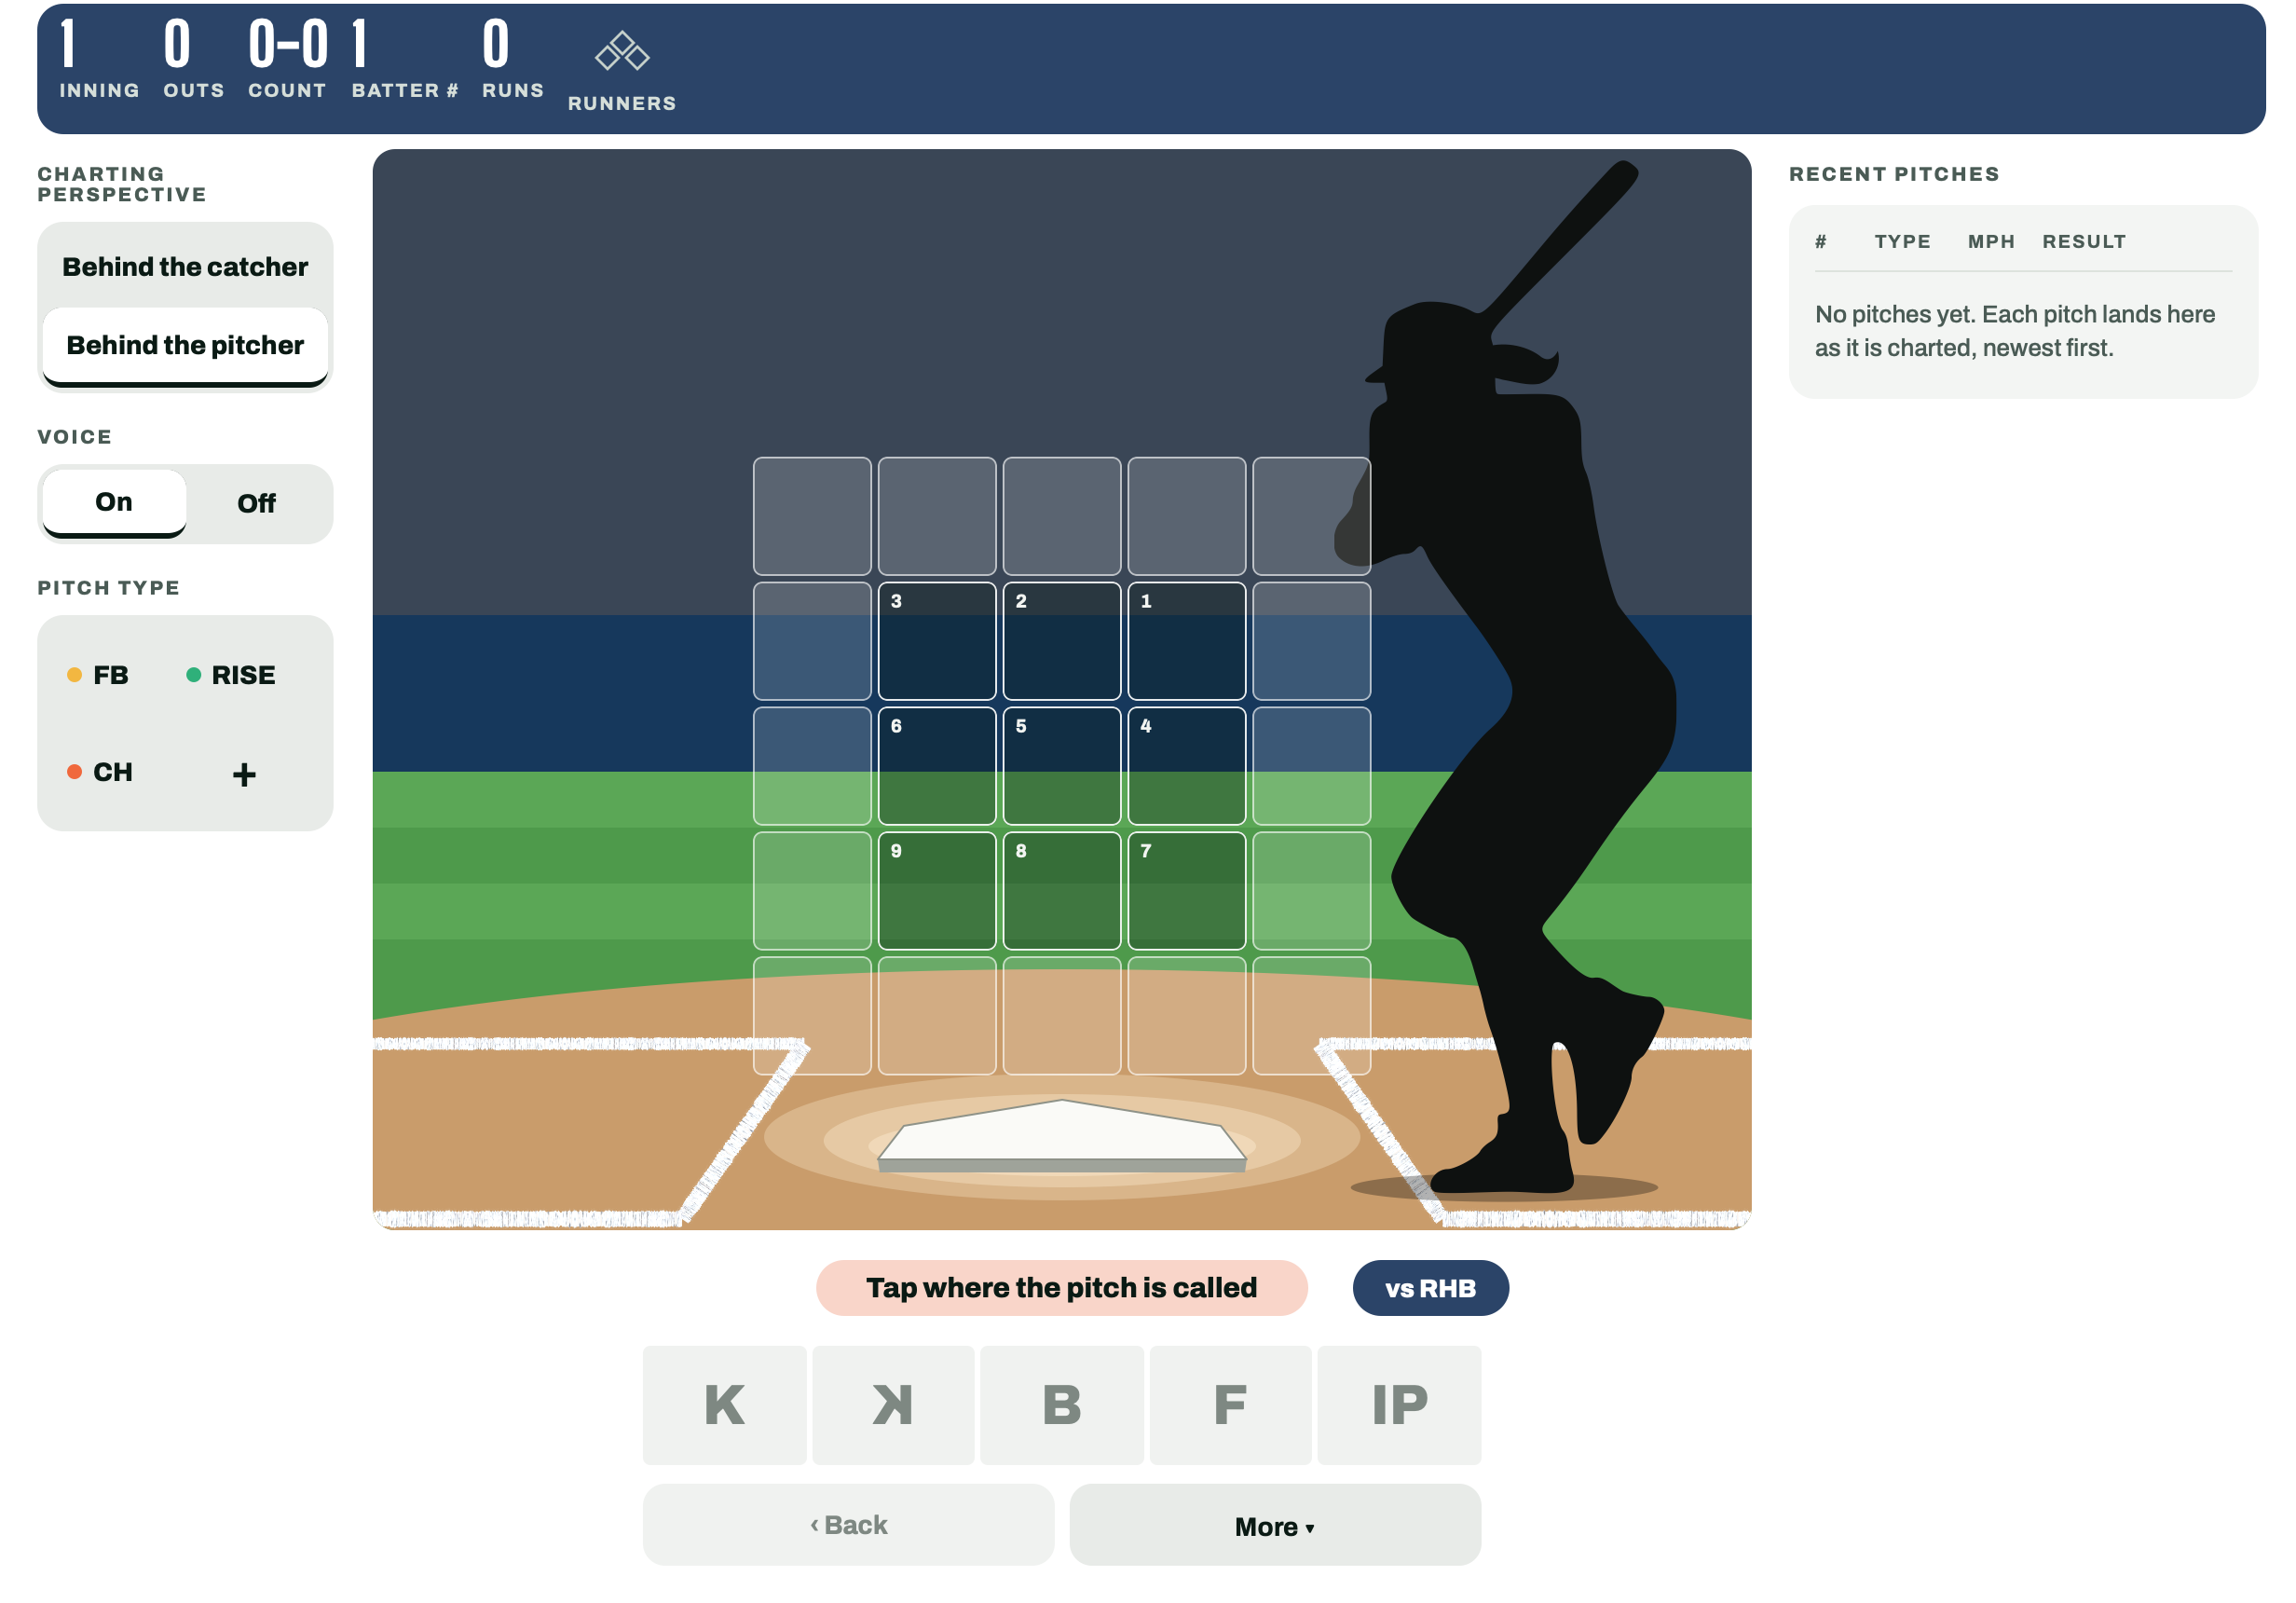 1 0 0-0 1 0
INNING OUTS COUNT BATTER # RUNS RUNNERS
CHARTING
PERSPECTIVE
Behind the catcher
Behind the pitcher
VOICE
On Off
PITCH TYPE
FB RISE
CH +
3 2 1
6 5 4
9 8 7
Tap where the pitch is called
vs RHB
K ꓘ B F IP
‹ Back
More ▾
RECENT PITCHES
# TYPE MPH RESULT
No pitches yet. Each pitch lands here
as it is charted, newest first.